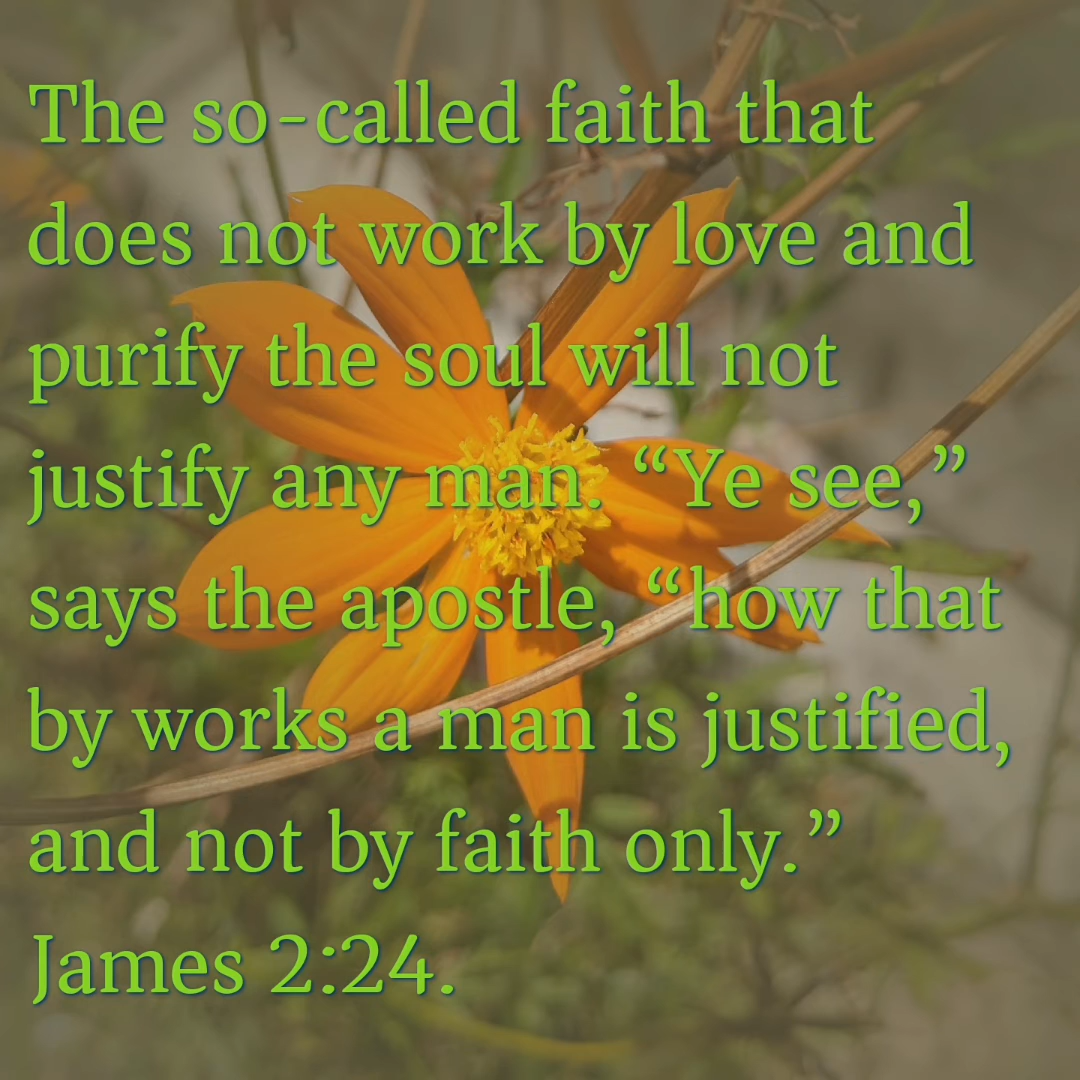 The so-called faith that
does not work by love and
purify the soul will not
justify any man. “Ye see,”
says the apostle, “how that
by works a man is justified,
and not by faith only.”
James 2:24.